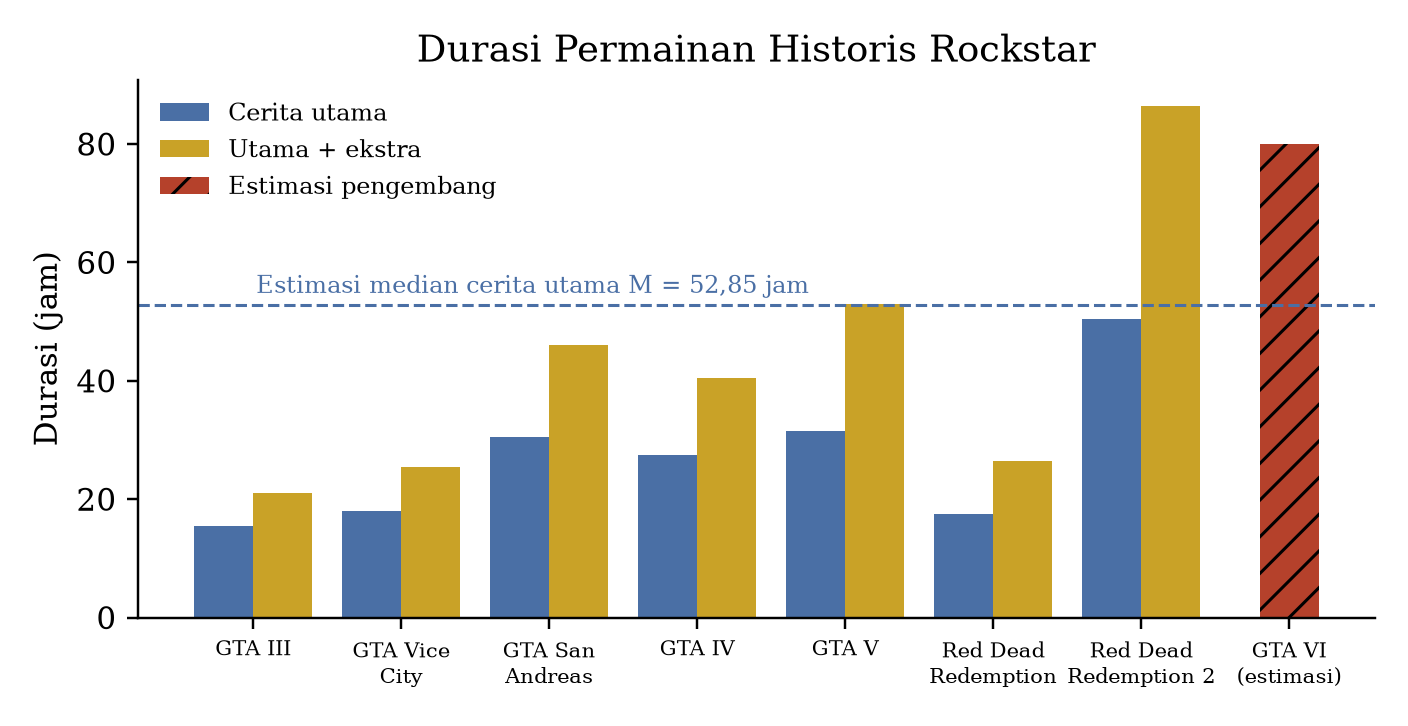 Durasi Permainan Historis Rockstar
Cerita utama
Utama + ekstra
Estimasi pengembang
Estimasi median cerita utama M = 52,85 jam
Durasi (jam)
80
60
40
20
0
GTA III
GTA Vice
City
GTA San
Andreas
GTA IV
GTA V
Red Dead
Redemption
Red Dead
Redemption 2
GTA VI
(estimasi)